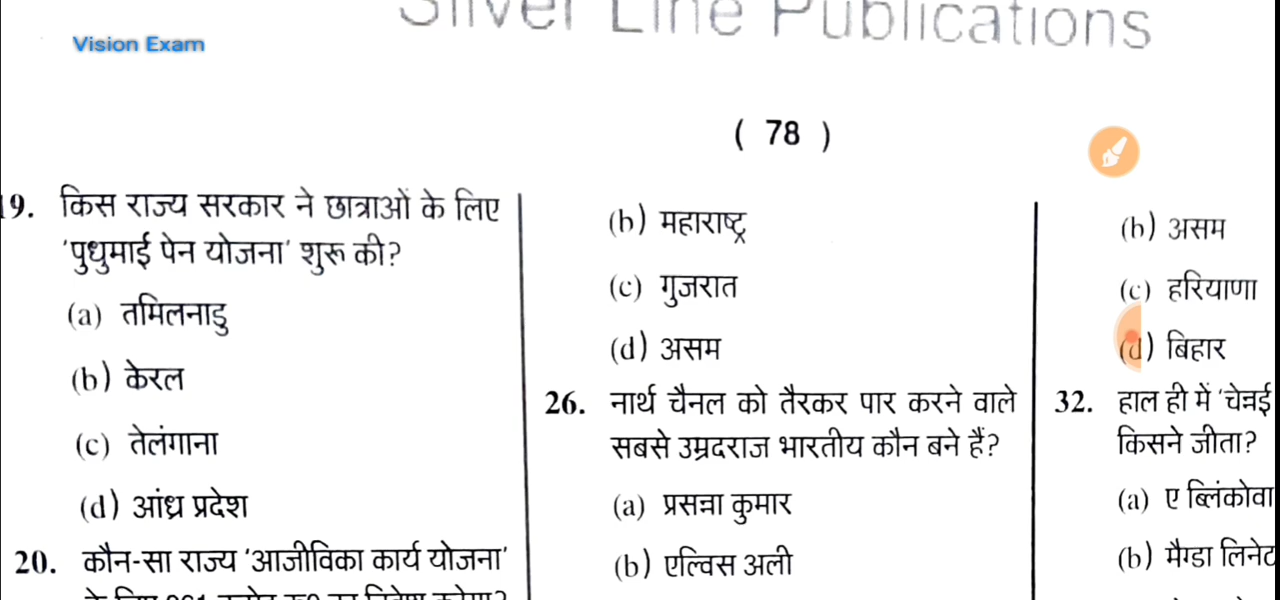 Silver Line Publications
Vision Exam
( 78 )
19. किस राज्य सरकार ने छात्राओं के लिए
'पुधुमाई पेन योजना' शुरू की?
(a) तमिलनाडु
(b) केरल
(c) तेलंगाना
(d) आंध्र प्रदेश
20. कौन-सा राज्य 'आजीविका कार्य योजना'
(b) महाराष्ट्र
(c) गुजरात
(d) असम
26. नार्थ चैनल को तैरकर पार करने वाले
सबसे उम्रदराज भारतीय कौन बने हैं?
(a) प्रसन्ना कुमार
(b) एल्विस अली
(b) असम
(c) हरियाणा
(d) बिहार
32. हाल ही में 'चेन्नई
किसने जीता?
(a) ए ब्लिंकोवा
(b) मैग्डा लिनेट